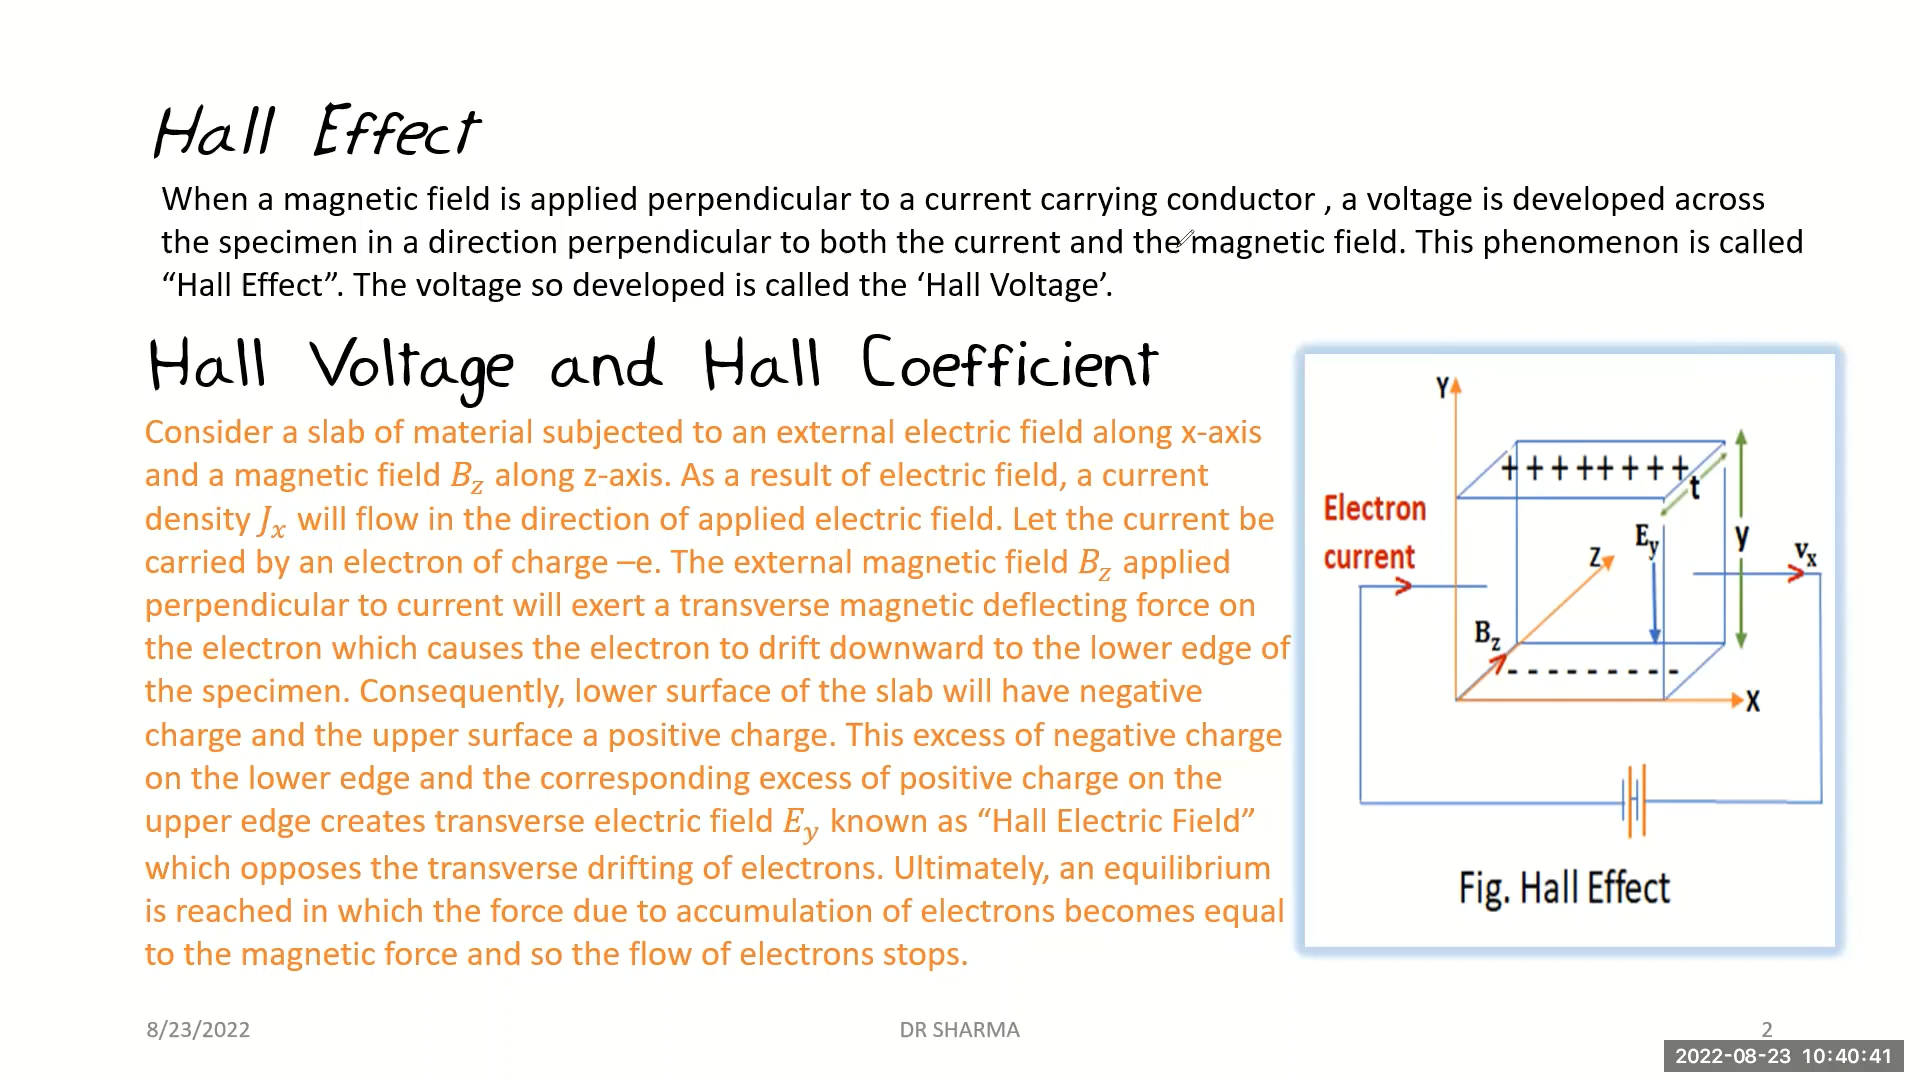 Hall Effect
When a magnetic field is applied perpendicular to a current carrying conductor , a voltage is developed across
the specimen in a direction perpendicular to both the current and the magnetic field. This phenomenon is called
“Hall Effect”. The voltage so developed is called the ‘Hall Voltage’.
Hall Voltage and Hall Coefficient
Consider a slab of material subjected to an external electric field along x-axis
and a magnetic field B_z along z-axis. As a result of electric field, a current
density J_x will flow in the direction of applied electric field. Let the current be
carried by an electron of charge –e. The external magnetic field B_z applied
perpendicular to current will exert a transverse magnetic deflecting force on
the electron which causes the electron to drift downward to the lower edge of
the specimen. Consequently, lower surface of the slab will have negative
charge and the upper surface a positive charge. This excess of negative charge
on the lower edge and the corresponding excess of positive charge on the
upper edge creates transverse electric field E_y known as “Hall Electric Field”
which opposes the transverse drifting of electrons. Ultimately, an equilibrium
is reached in which the force due to accumulation of electrons becomes equal
to the magnetic force and so the flow of electrons stops.
Y
+ + + + + + + +
t
Electron
current
E_y
y
Z
v_x
B_z
- - - - - - - - -
X
Fig. Hall Effect
8/23/2022
DR SHARMA
2
2022-08-23 10:40:41